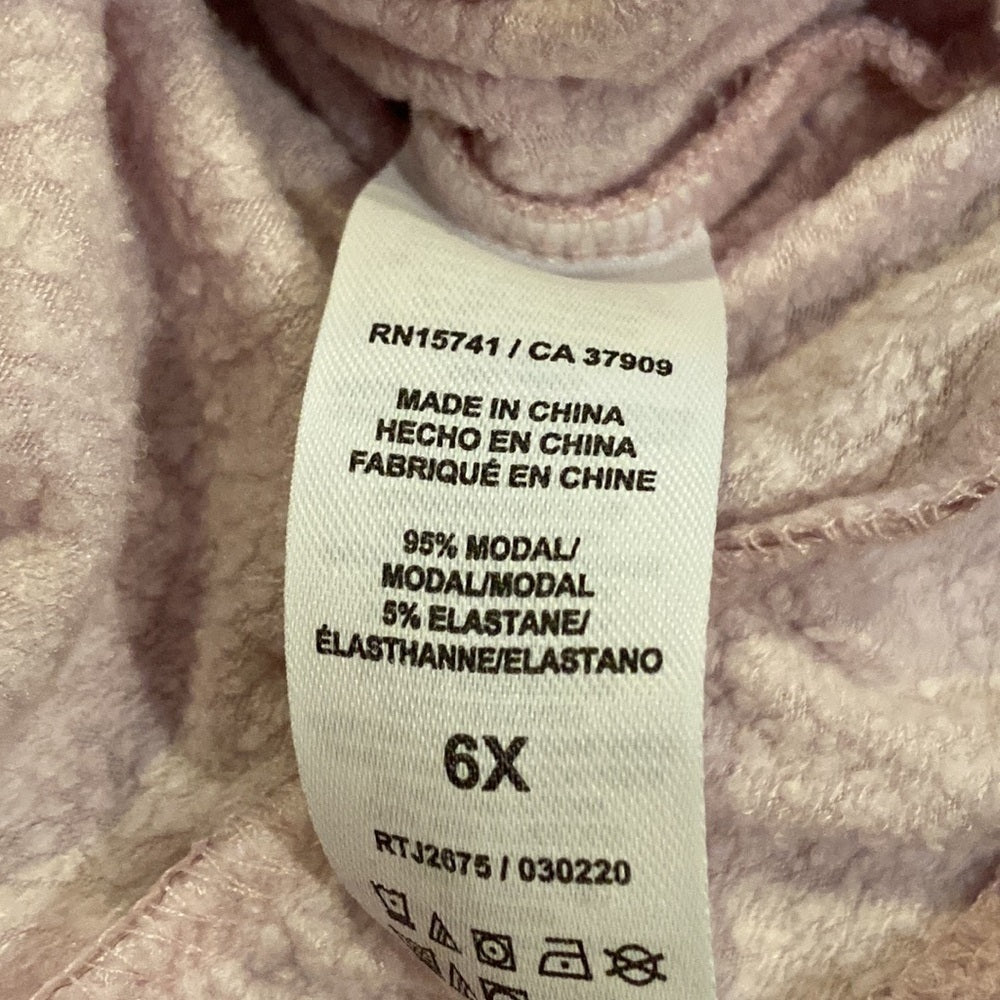 RN15741 / CA 37909
MADE IN CHINA
HECHO EN CHINA
FABRIQUÉ EN CHINE
95% MODAL/
MODAL/MODAL
5% ELASTANE/
ÉLASTHANNE/ELASTANO
6X
RTJ2675 / 030220